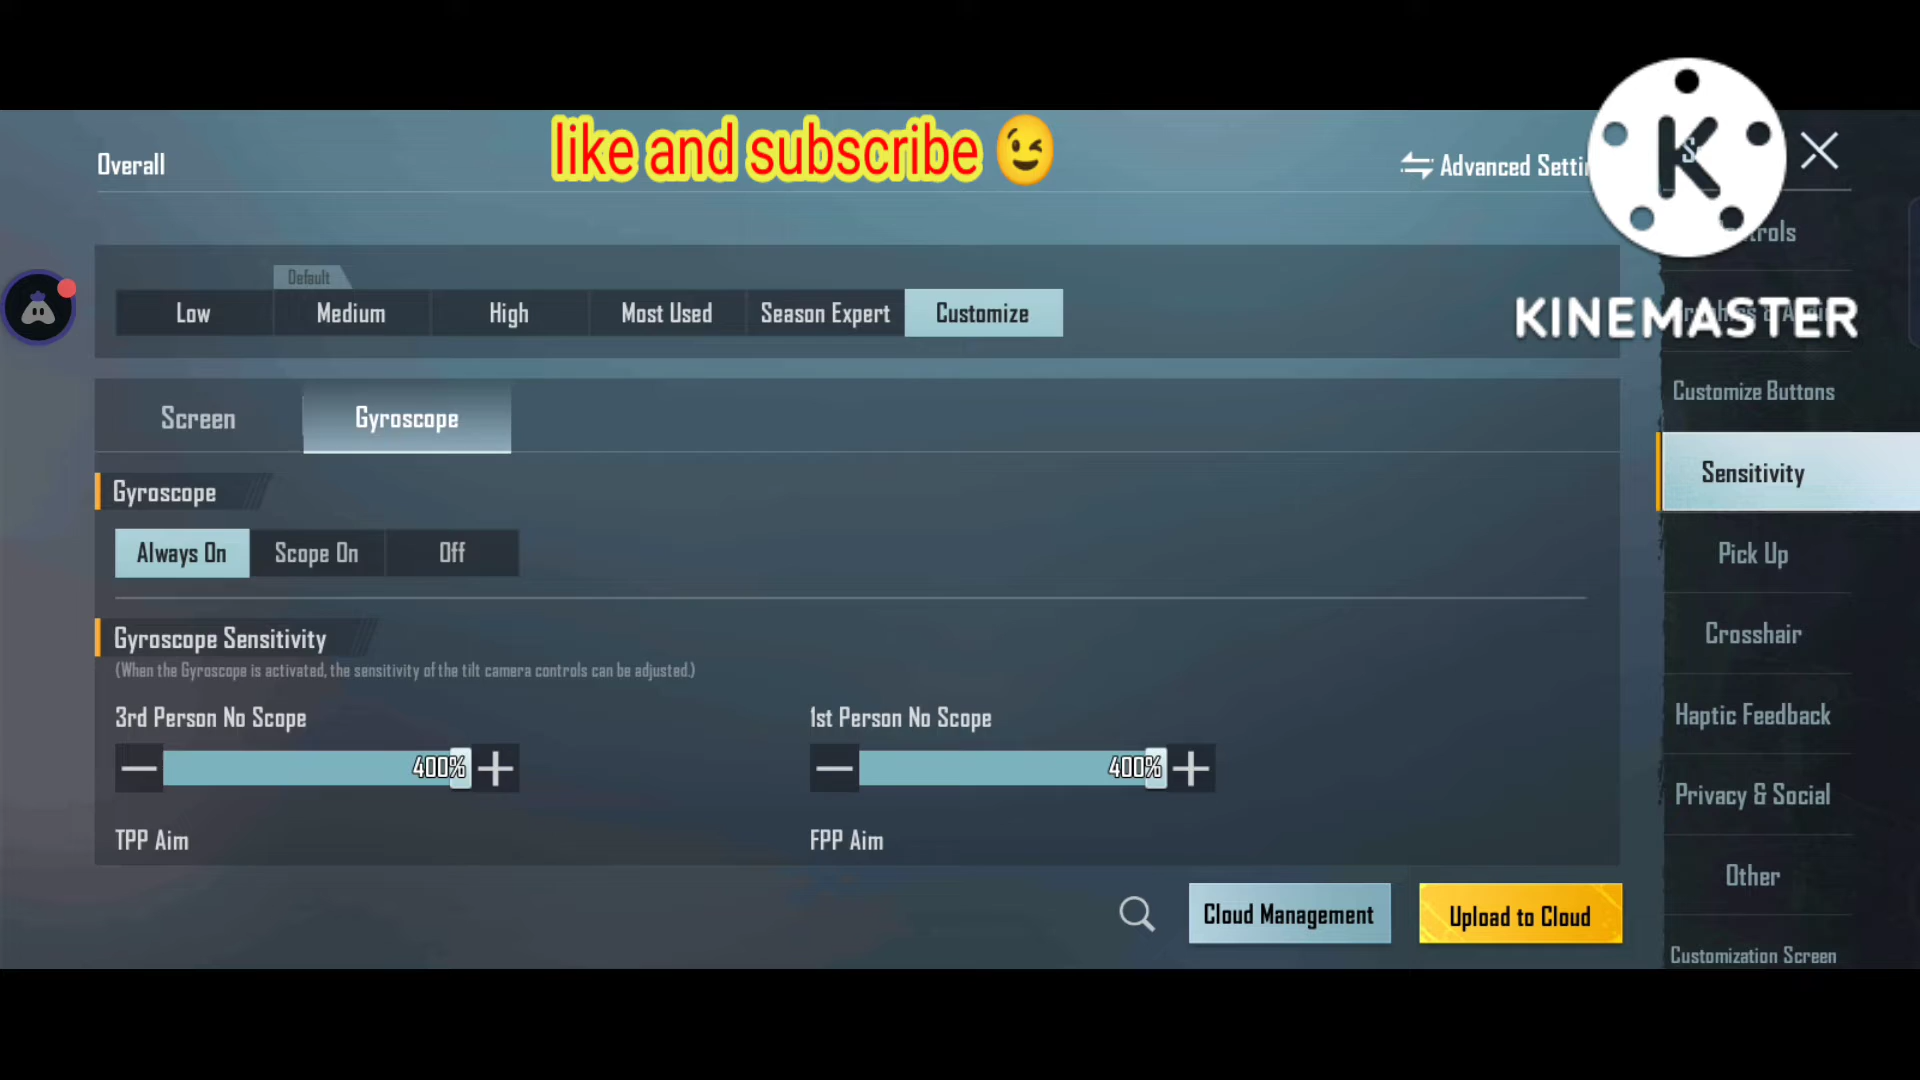 like and subscribe 😉
Overall
Advanced Setti
Default
Low
Medium
High
Most Used
Season Expert
Customize
KINEMASTER
Screen
Gyroscope
Gyroscope
Always On
Scope On
Off
Gyroscope Sensitivity
(When the Gyroscope is activated, the sensitivity of the tilt camera controls can be adjusted.)
3rd Person No Scope
400%
1st Person No Scope
400%
TPP Aim
FPP Aim
Cloud Management
Upload to Cloud
Customize Buttons
Sensitivity
Pick Up
Crosshair
Haptic Feedback
Privacy & Social
Other
Customization Screen